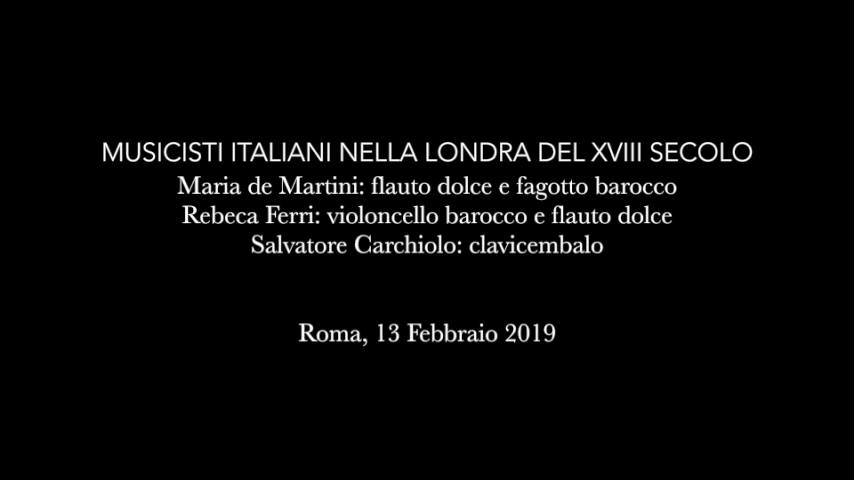 MUSICISTI ITALIANI NELLA LONDRA DEL XVIII SECOLO
Maria de Martini: flauto dolce e fagotto barocco
Rebeca Ferri: violoncello barocco e flauto dolce
Salvatore Carchiolo: clavicembalo
Roma, 13 Febbraio 2019